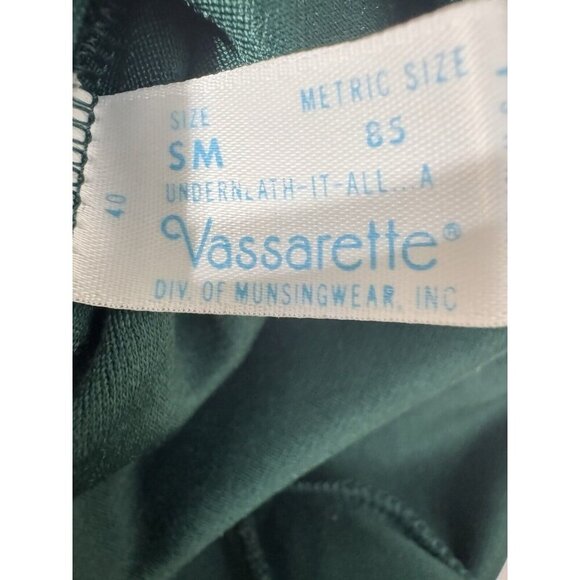 SIZE METRIC SIZE
SM 85
UNDERNEATH-IT-ALL...A
Vassarette®
DIV. OF MUNSINGWEAR, INC
40